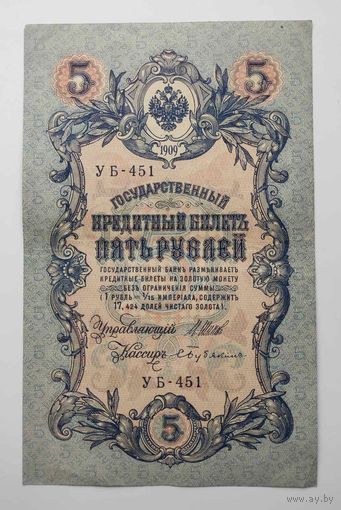 5 5
1909
УБ-451
ГОСУДАРСТВЕННЫЙ
КРЕДИТНЫЙ БИЛЕТЪ
ПЯТЬ РУБЛЕЙ
ГОСУДАРСТВЕННЫЙ БАНКЪ РАЗМѢНИВАЕТЪ
КРЕДИТНЫЕ БИЛЕТЫ НА ЗОЛОТУЮ МОНЕТУ
БЕЗЪ ОГРАНИЧЕНІЯ СУММЫ
(1 РУБЛЬ = 1/15 ИМПЕРІАЛА, СОДЕРЖИТЪ
17,424 ДОЛЕЙ ЧИСТАГО ЗОЛОТА).
Управляющій
Кассиръ
УБ-451
5
ay.by